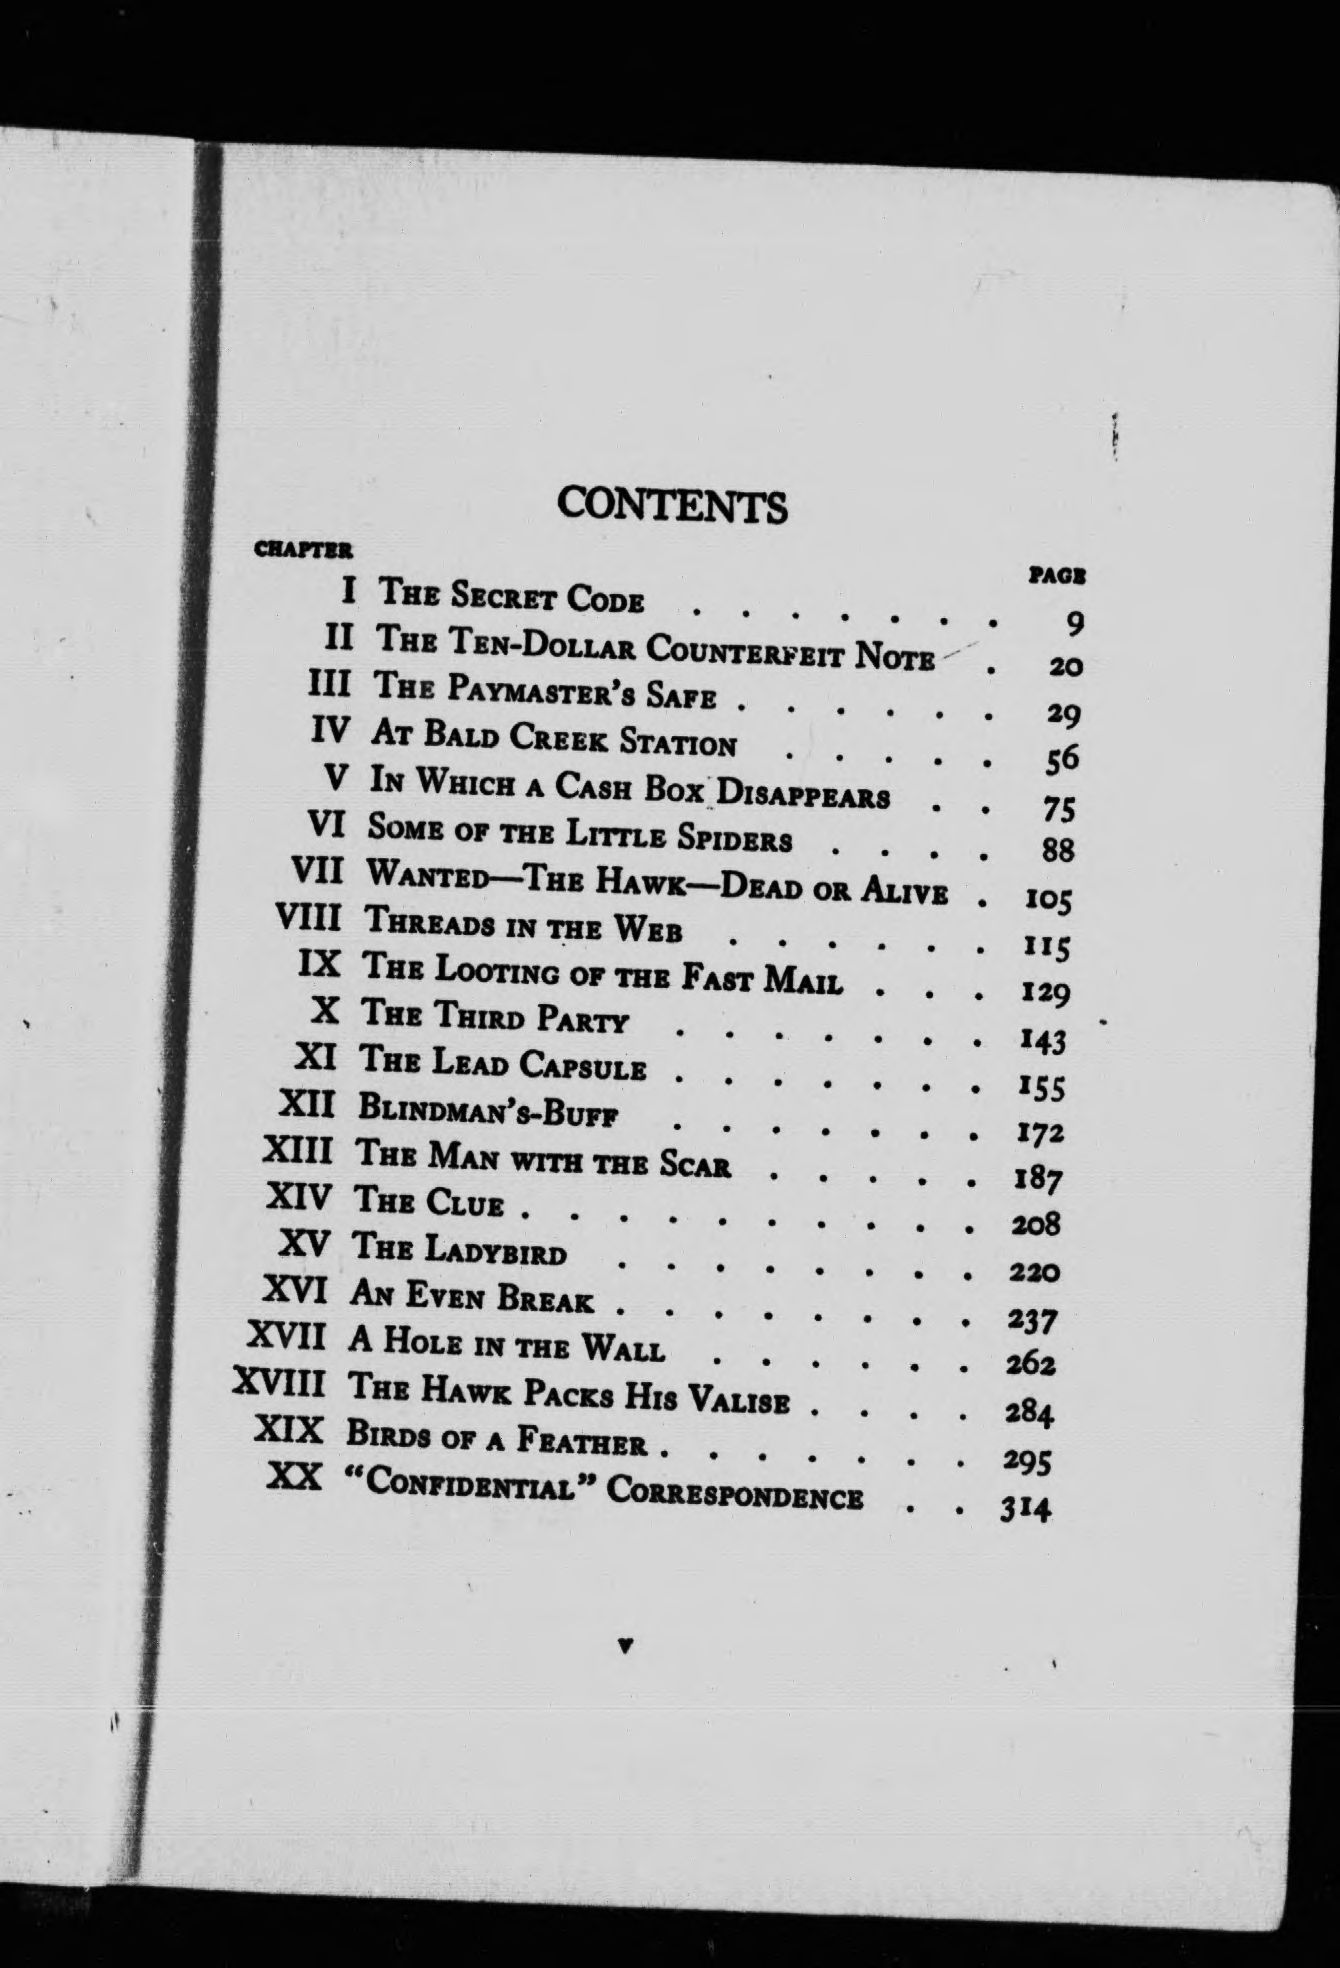 CONTENTS
CHAPTER PAGE
I The Secret Code . . . . . . . 9
II The Ten-Dollar Counterfeit Note . 20
III The Paymaster's Safe . . . . . . 29
IV At Bald Creek Station . . . . . 56
V In Which a Cash Box Disappears . . 75
VI Some of the Little Spiders . . . . 88
VII Wanted—The Hawk—Dead or Alive . 105
VIII Threads in the Web . . . . . . 115
IX The Looting of the Fast Mail . . . 129
X The Third Party . . . . . . . 143
XI The Lead Capsule . . . . . . . 155
XII Blindman's-Buff . . . . . . . 172
XIII The Man with the Scar . . . . . 187
XIV The Clue . . . . . . . . . . 208
XV The Ladybird . . . . . . . . 220
XVI An Even Break . . . . . . . . 237
XVII A Hole in the Wall . . . . . . 262
XVIII The Hawk Packs His Valise . . . . 284
XIX Birds of a Feather . . . . . . . 295
XX "Confidential" Correspondence . . 314
v